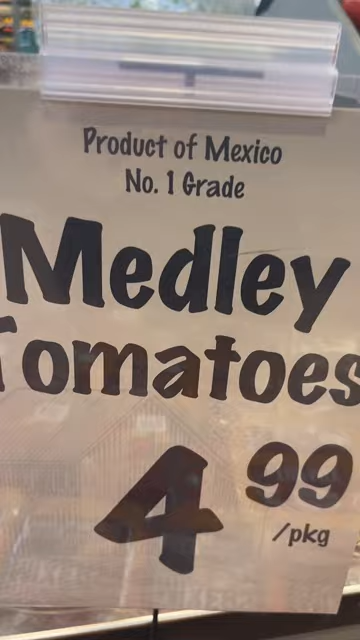 Product of Mexico
No. 1 Grade
Medley
Tomatoes
4 99
/pkg